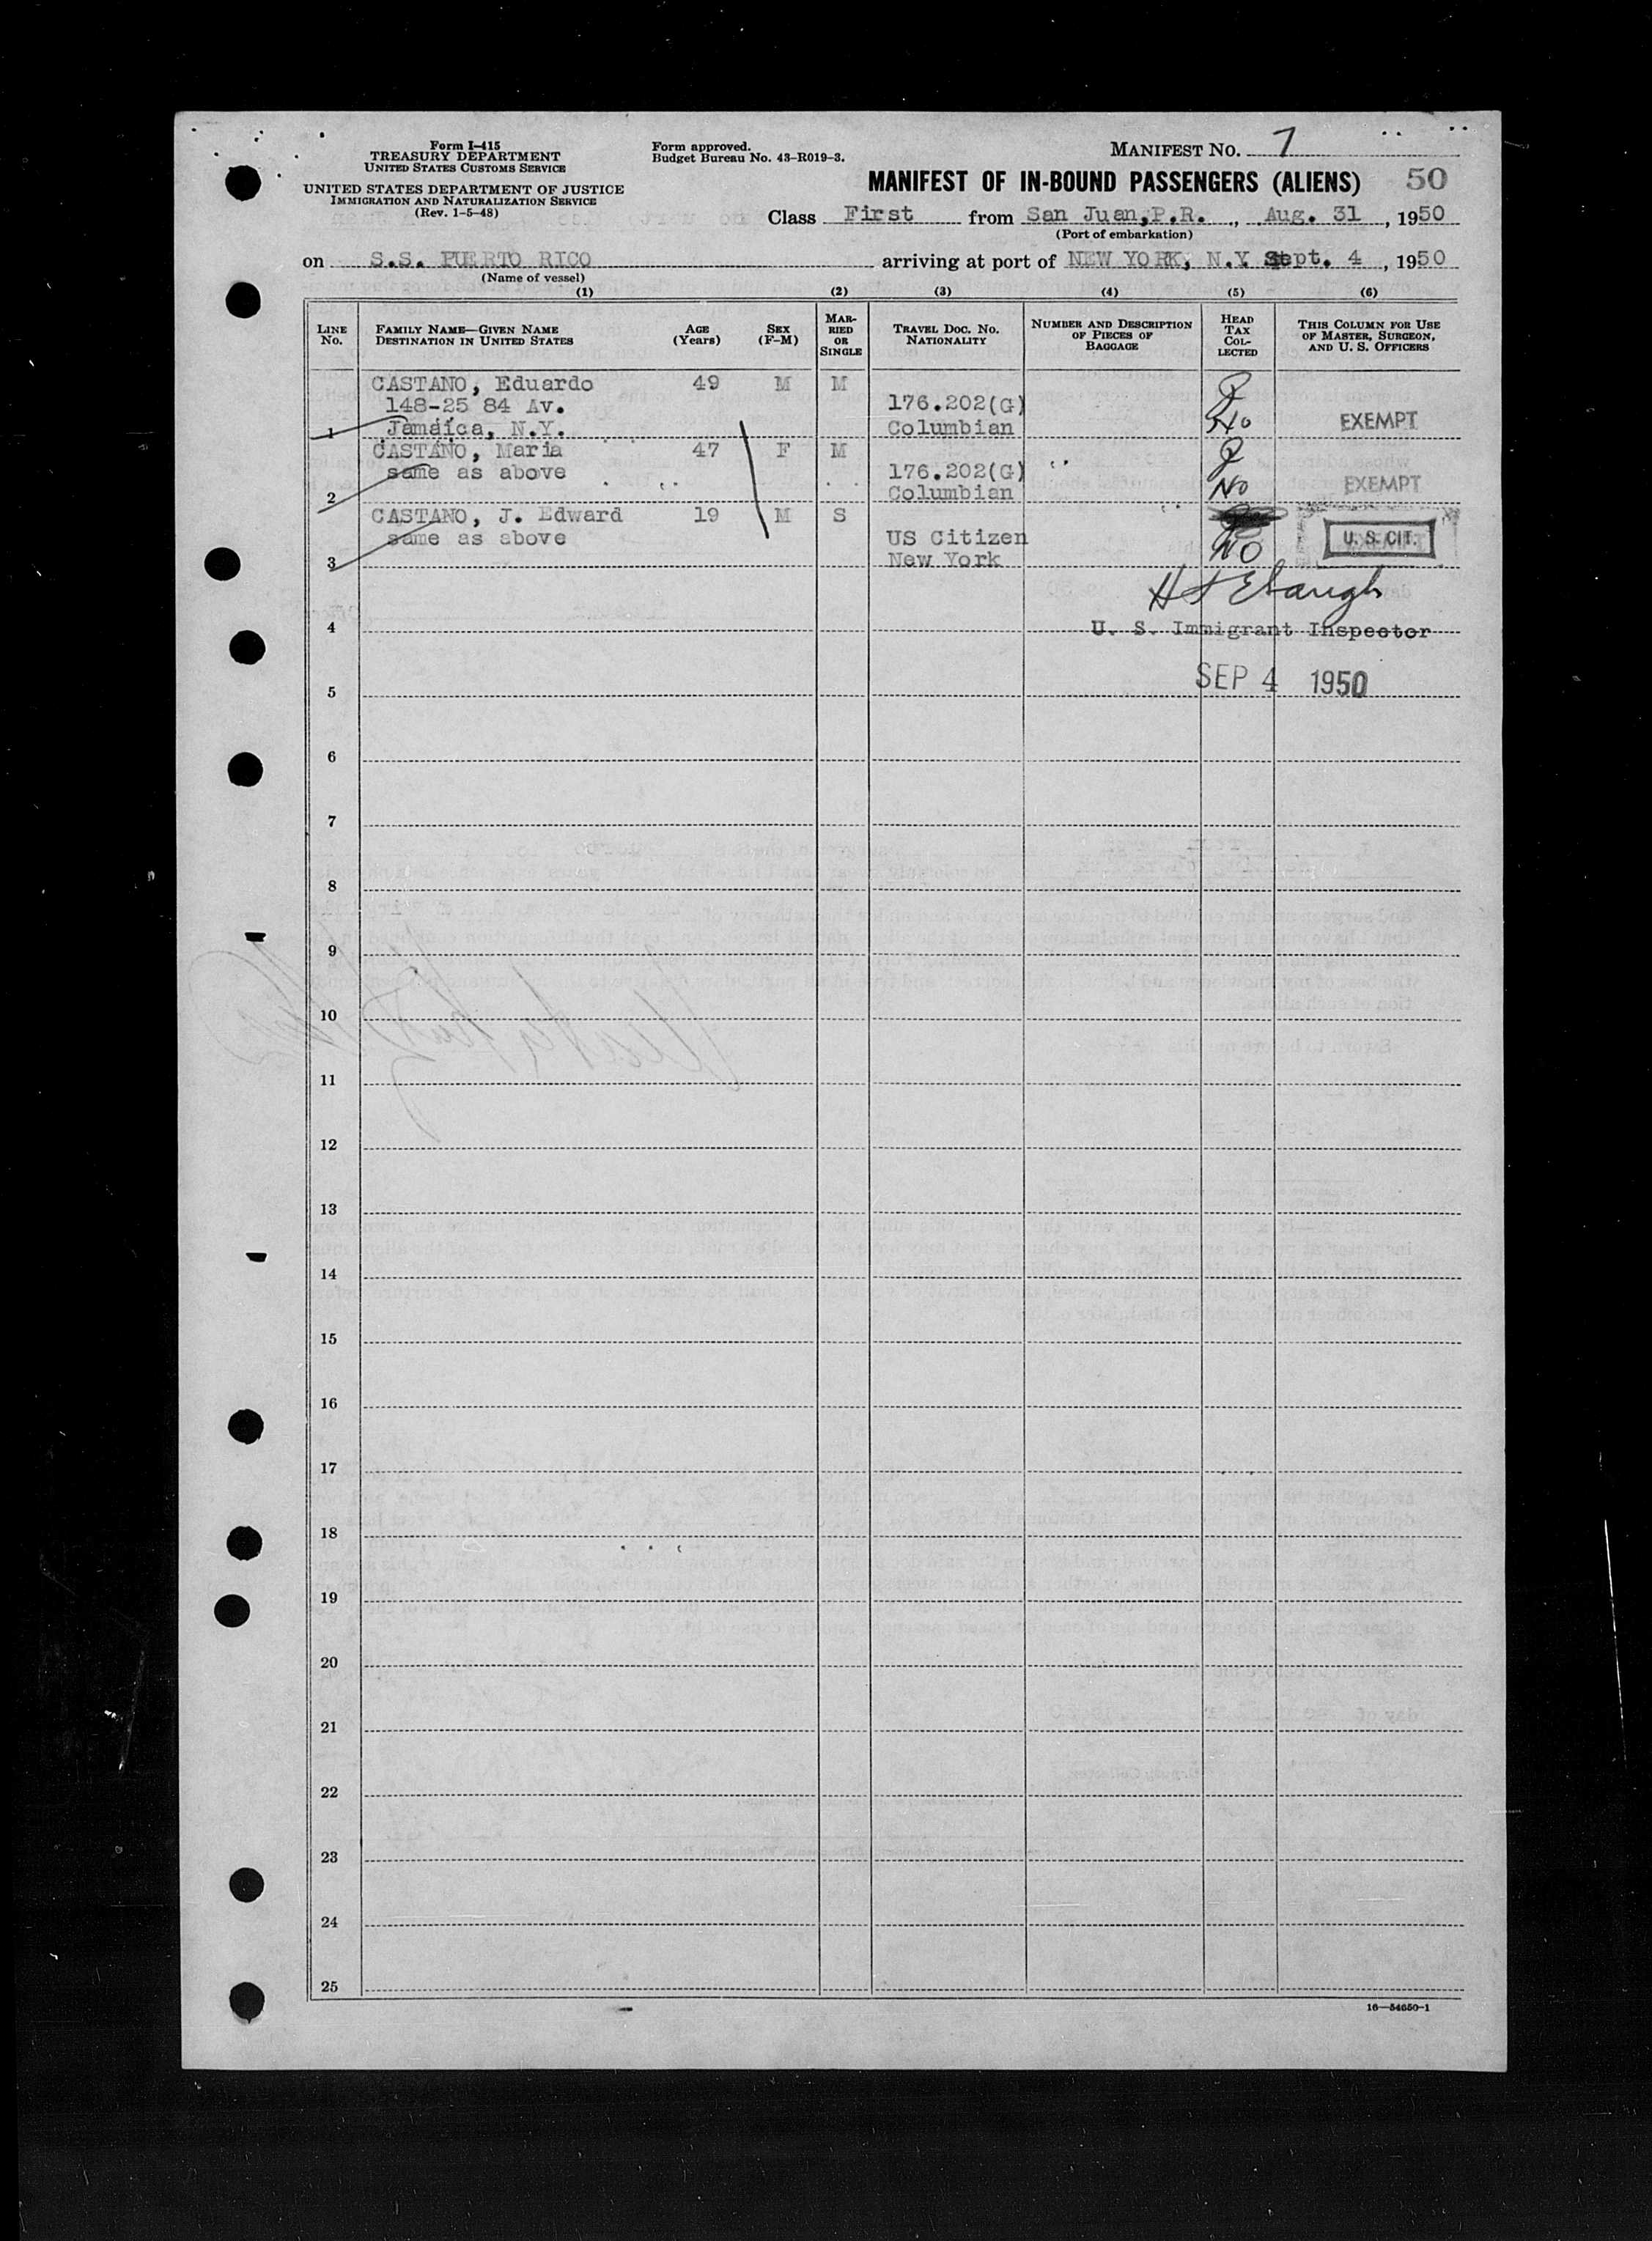 Form I-415
TREASURY DEPARTMENT
UNITED STATES CUSTOMS SERVICE
UNITED STATES DEPARTMENT OF JUSTICE
IMMIGRATION AND NATURALIZATION SERVICE
(Rev. 1-5-48)
Form approved.
Budget Bureau No. 43-R019-3.
MANIFEST NO. 7
MANIFEST OF IN-BOUND PASSENGERS (ALIENS) 50
Class First from San Juan,P.R., Aug. 31, 1950
(Port of embarkation)
on S.S. PUERTO RICO arriving at port of NEW YORK, N.Y. Sept. 4, 1950
(Name of vessel)
(1) (2) (3) (4) (5) (6)
LINE No. FAMILY NAME—GIVEN NAME DESTINATION IN UNITED STATES AGE (Years) SEX (F-M) MARRIED OR SINGLE TRAVEL DOC. NO. NATIONALITY NUMBER AND DESCRIPTION OF PIECES OF BAGGAGE HEAD TAX COLLECTED THIS COLUMN FOR USE OF MASTER, SURGEON, AND U. S. OFFICERS
CASTANO, Eduardo 49 M M
148-25 84 Av. 176.202(G)
1 Jamaica, N.Y. Columbian No EXEMPT
CASTANO, Maria 47 F M
same as above 176.202(G)
2 Columbian No EXEMPT
CASTANO, J. Edward 19 M S
same as above US Citizen U. S. CIT.
3 New York NO
4 U. S. Immigrant Inspector
5 SEP 4 1950
6
7
8
9
10
11
12
13
14
15
16
17
18
19
20
21
22
23
24
25
16—54650-1